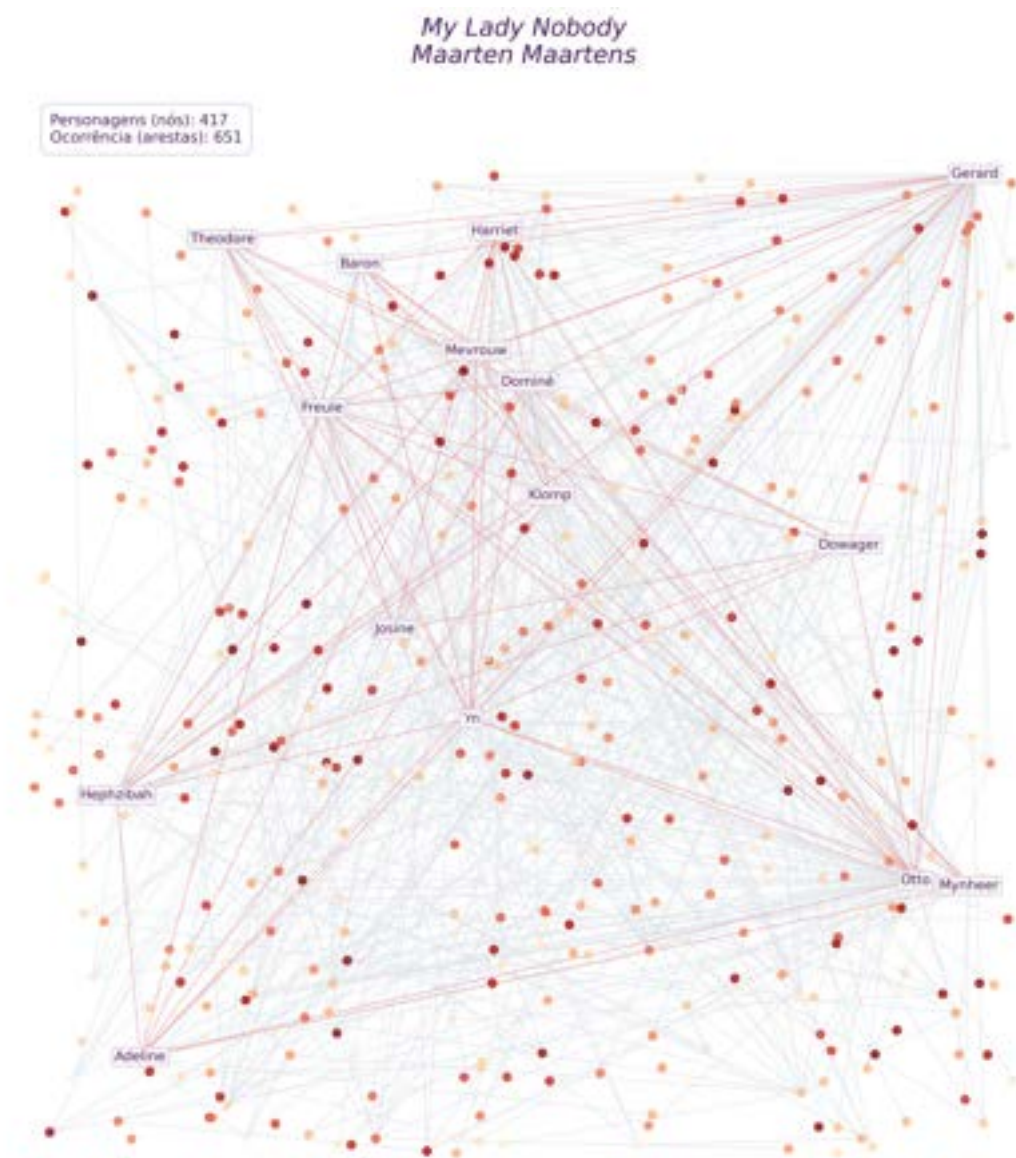 My Lady Nobody
Maarten Maartens
Personagens (nós): 417
Ocorrência (arestas): 651
Gerard
Theodore
Harriet
Baron
Mevrouw
Dominé
Freule
Klomp
Dowager
Josine
Yn
Hephzibah
Otto
Mynheer
Adeline